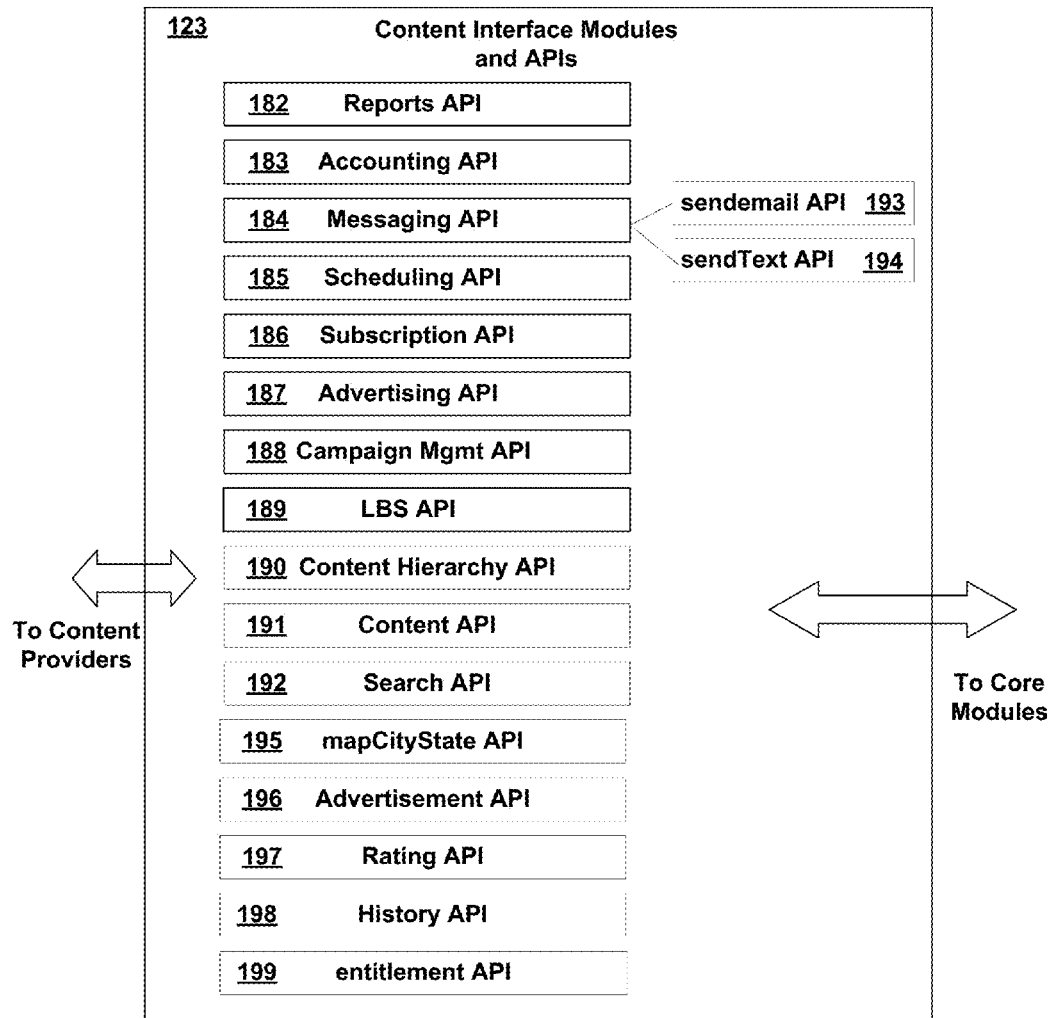 123 Content Interface Modules
and APIs
182 Reports API
183 Accounting API
184 Messaging API
sendemail API 193
sendText API 194
185 Scheduling API
186 Subscription API
187 Advertising API
188 Campaign Mgmt API
189 LBS API
190 Content Hierarchy API
191 Content API
192 Search API
195 mapCityState API
196 Advertisement API
197 Rating API
198 History API
199 entitlement API
To Content
Providers
To Core
Modules